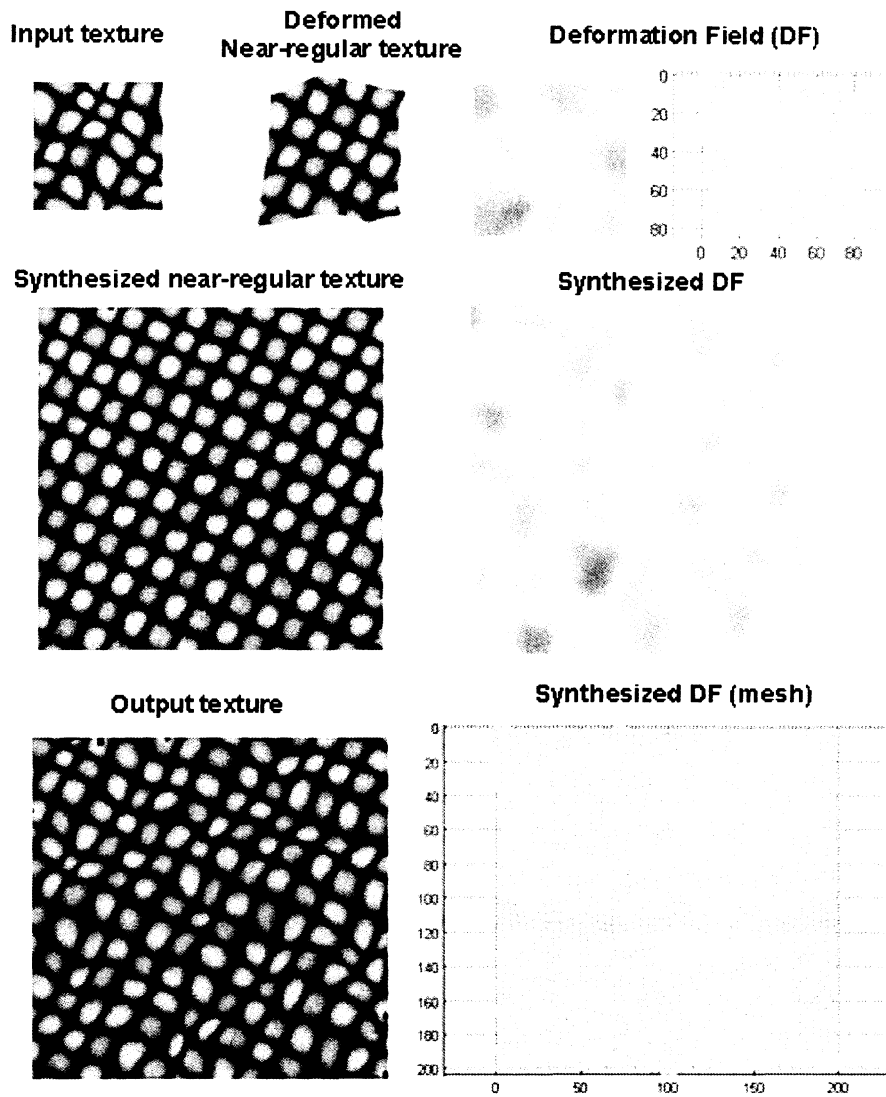 Input texture
Deformed
Near-regular texture
Deformation Field (DF)
0
20
40
60
80
0 20 40 60 80
Synthesized near-regular texture
Synthesized DF
Output texture
Synthesized DF (mesh)
0
20
40
60
80
100
120
140
160
180
200
0 50 100 150 200